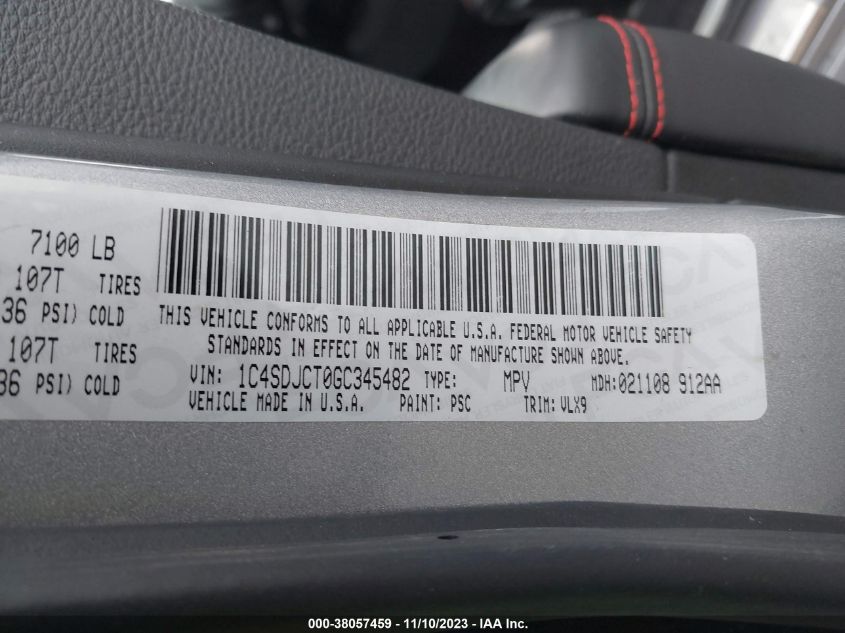 7100 LB
107T TIRES
36 PSI) COLD
107T TIRES
36 PSI) COLD
THIS VEHICLE CONFORMS TO ALL APPLICABLE U.S.A. FEDERAL MOTOR VEHICLE SAFETY
STANDARDS IN EFFECT ON THE DATE OF MANUFACTURE SHOWN ABOVE.
VIN: 1C4SDJCT0GC345482 TYPE: MPV MDH:021108 912AA
VEHICLE MADE IN U.S.A. PAINT: PSC TRIM: VLX9
000-38057459 - 11/10/2023 - IAA Inc.